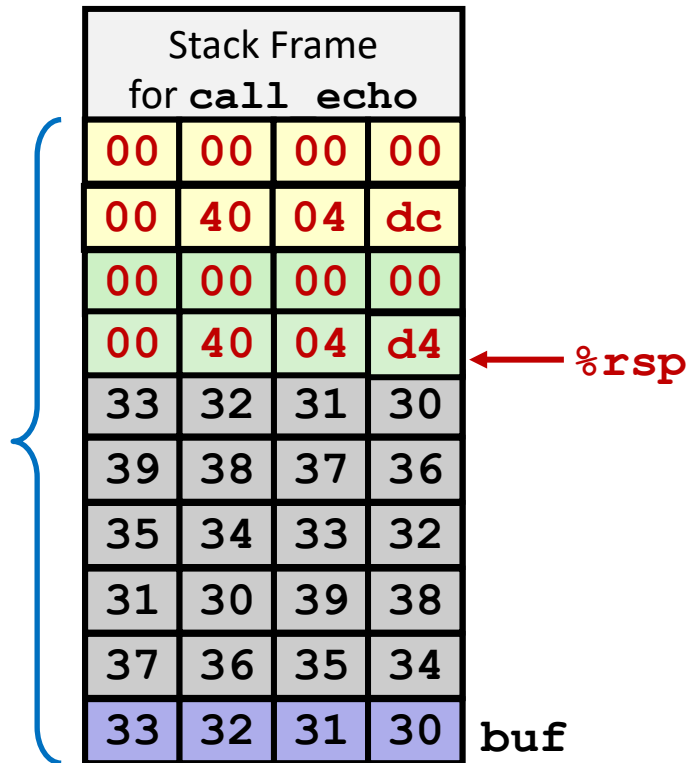 Stack Frame
for call echo
00 00 00 00
00 40 04 dc
00 00 00 00
00 40 04 d4
%rsp
33 32 31 30
39 38 37 36
35 34 33 32
31 30 39 38
37 36 35 34
33 32 31 30
buf